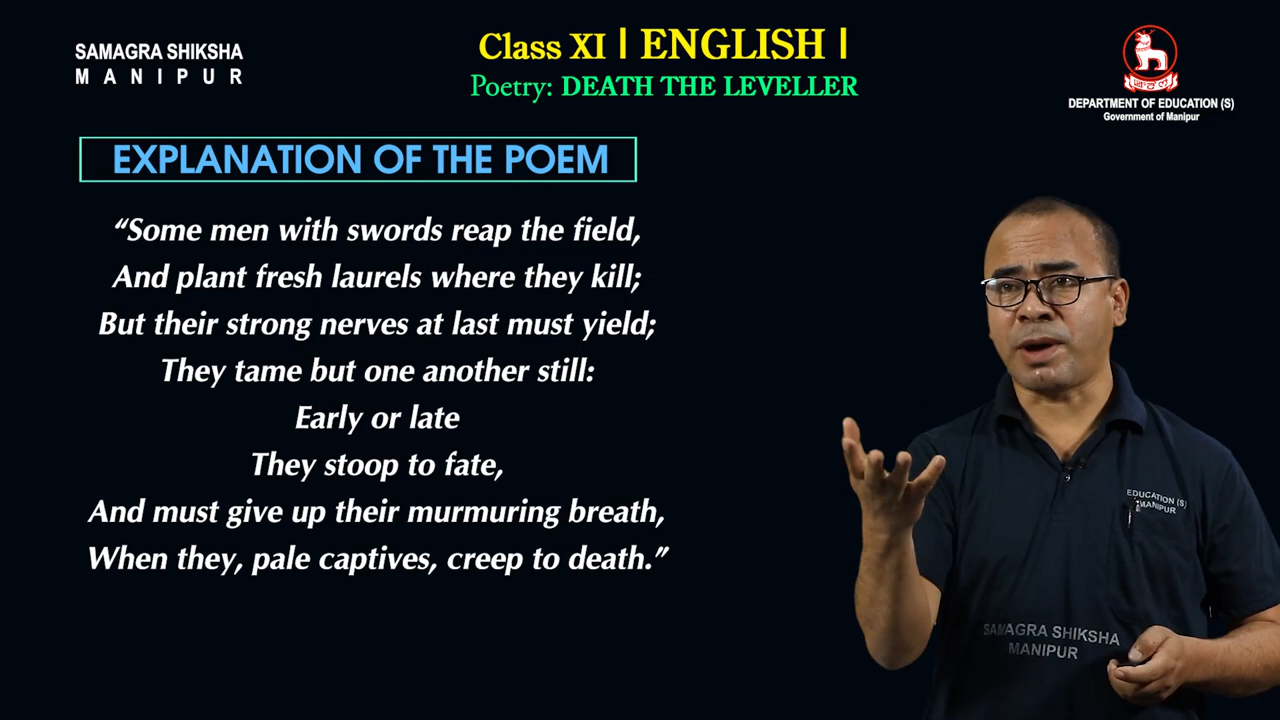 SAMAGRA SHIKSHA
MANIPUR
Class XI | ENGLISH |
Poetry: DEATH THE LEVELLER
DEPARTMENT OF EDUCATION (S)
Government of Manipur
EXPLANATION OF THE POEM
“Some men with swords reap the field,
And plant fresh laurels where they kill;
But their strong nerves at last must yield;
They tame but one another still:
Early or late
They stoop to fate,
And must give up their murmuring breath,
When they, pale captives, creep to death.”
EDUCATION (S)
MANIPUR
SAMAGRA SHIKSHA
MANIPUR